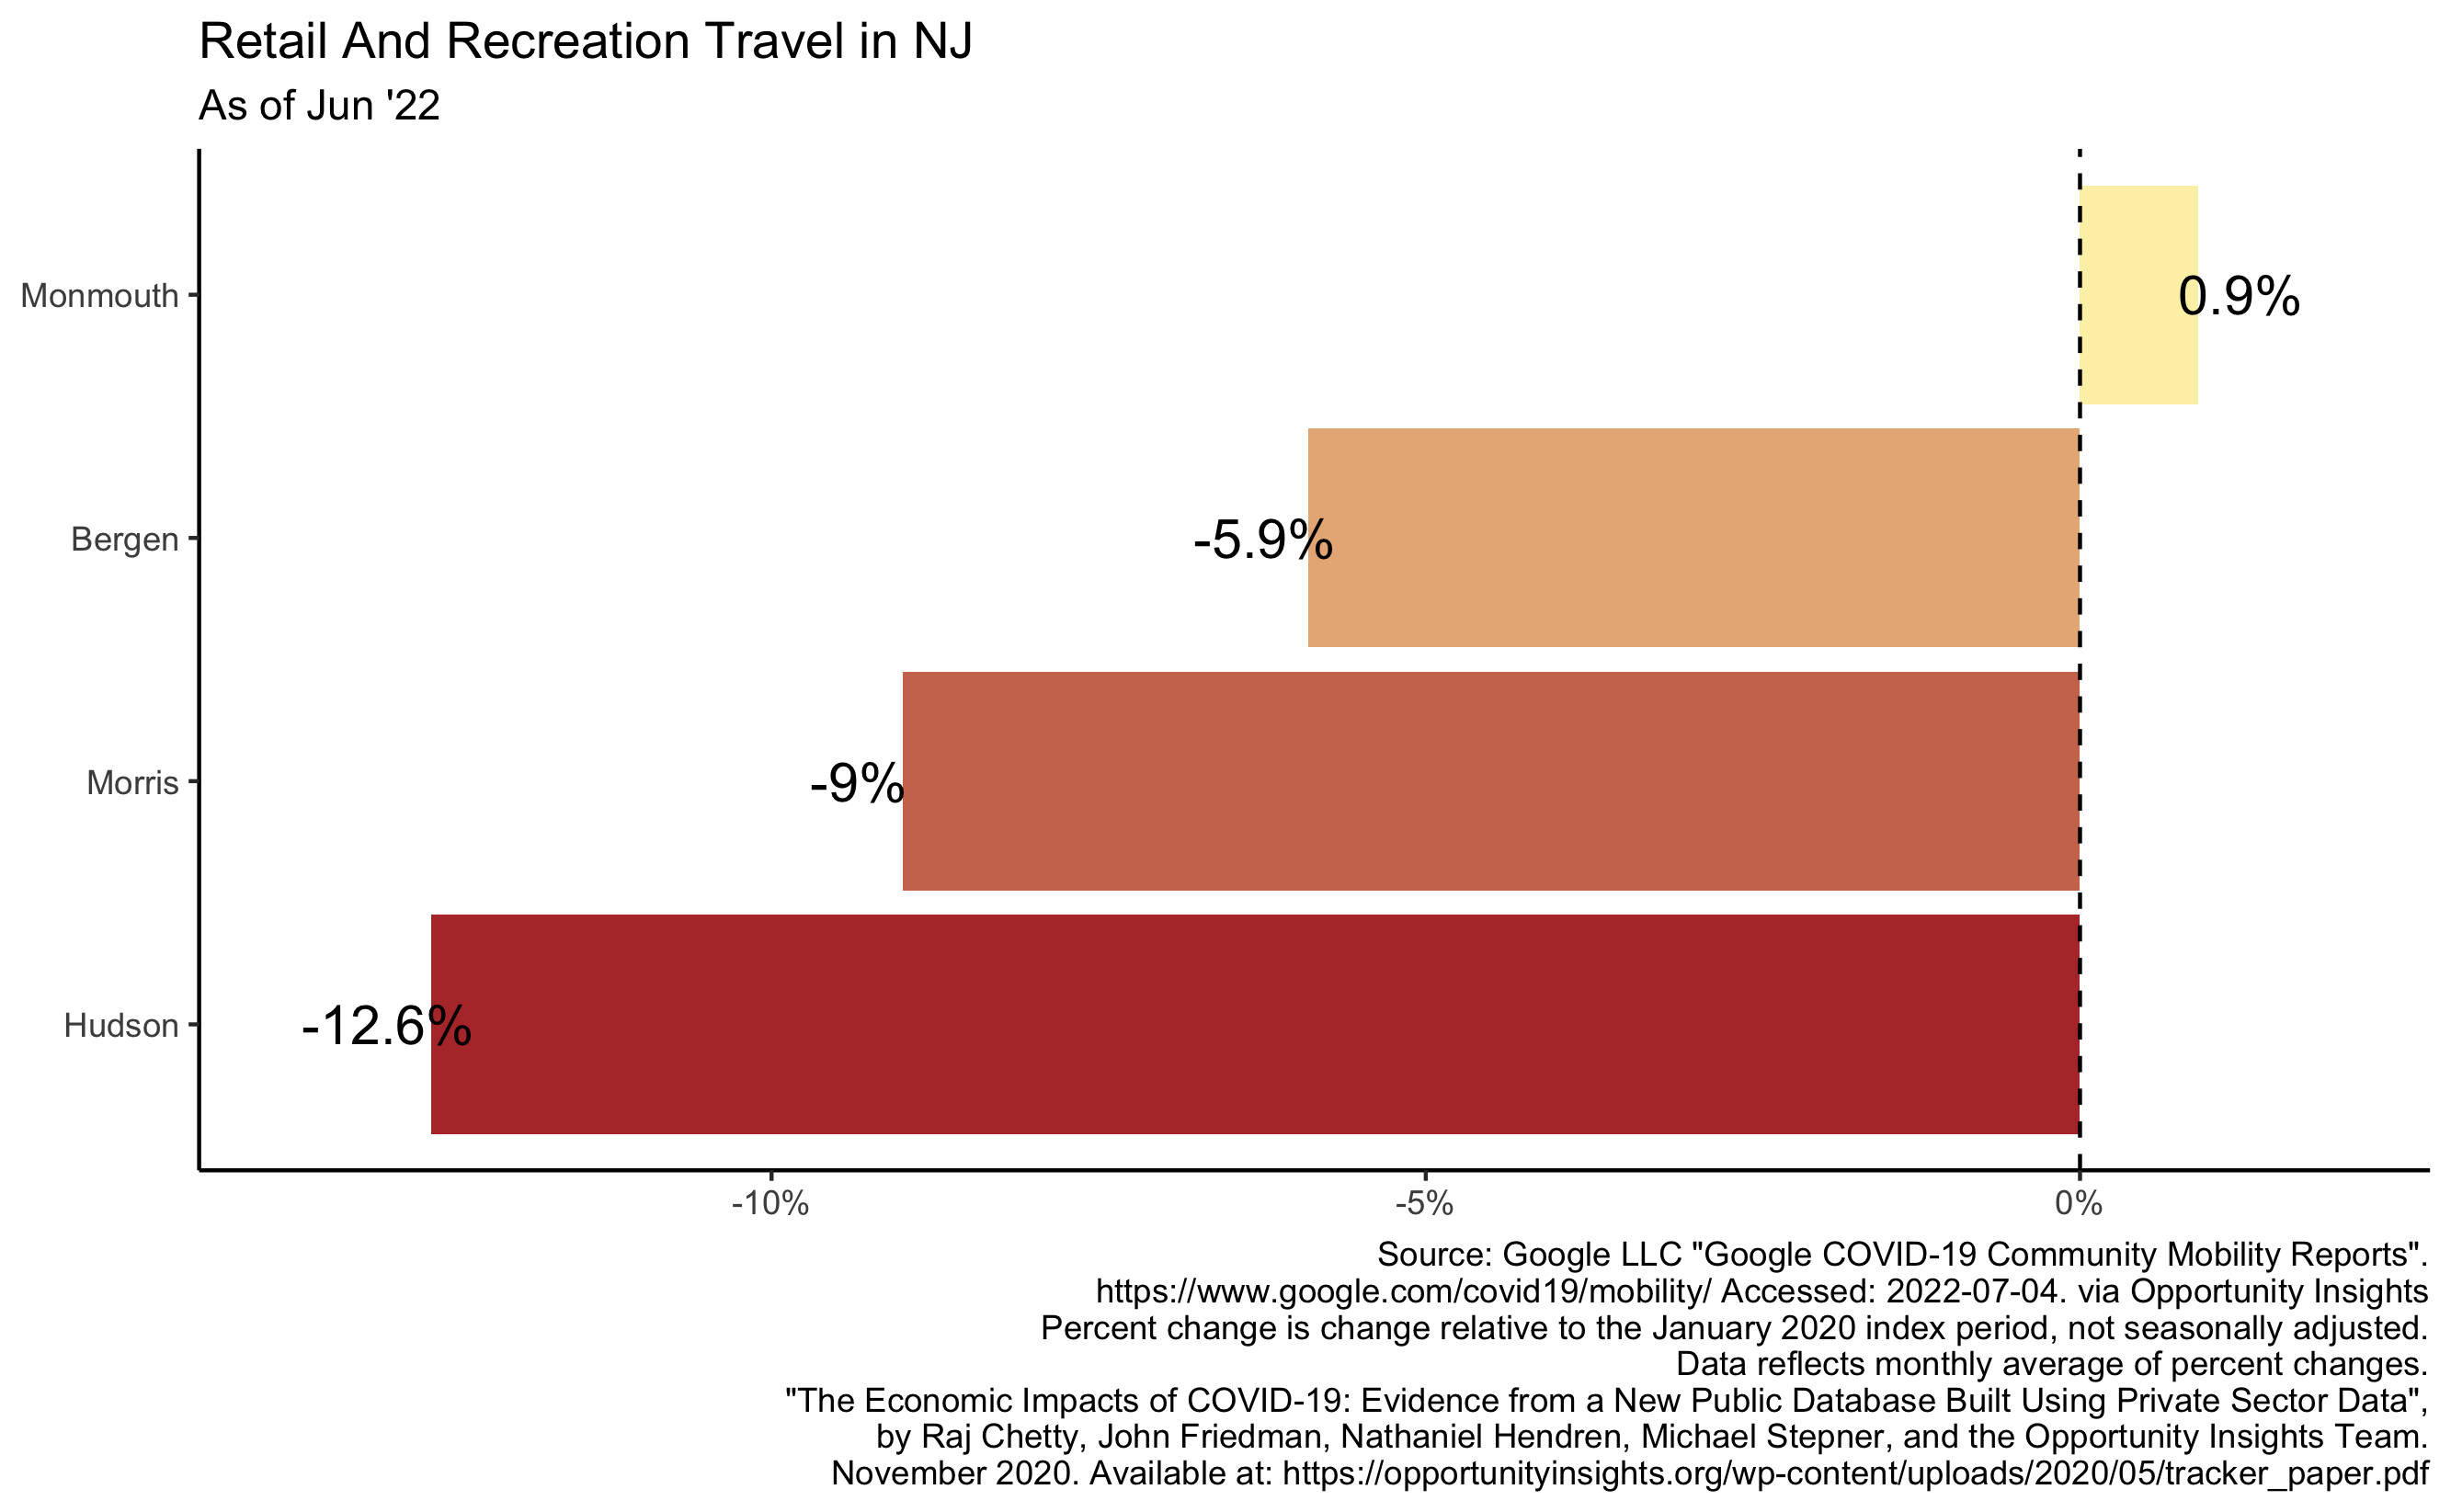 Retail And Recreation Travel in NJ
As of Jun '22
Monmouth
0.9%
Bergen
-5.9%
Morris
-9%
Hudson
-12.6%
-10%
-5%
0%
Source: Google LLC "Google COVID-19 Community Mobility Reports".
https://www.google.com/covid19/mobility/ Accessed: 2022-07-04. via Opportunity Insights
Percent change is change relative to the January 2020 index period, not seasonally adjusted.
Data reflects monthly average of percent changes.
"The Economic Impacts of COVID-19: Evidence from a New Public Database Built Using Private Sector Data",
by Raj Chetty, John Friedman, Nathaniel Hendren, Michael Stepner, and the Opportunity Insights Team.
November 2020. Available at: https://opportunityinsights.org/wp-content/uploads/2020/05/tracker_paper.pdf